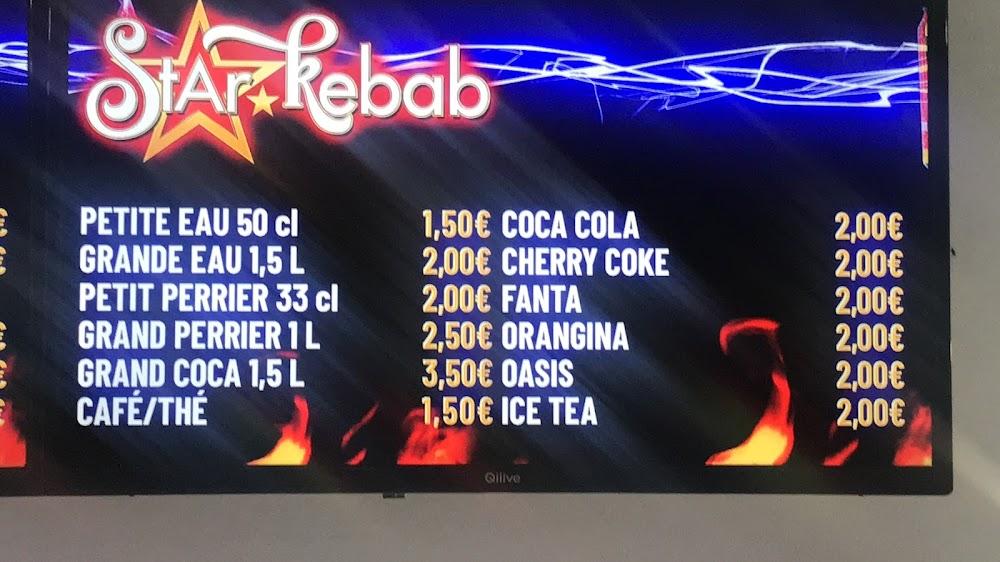 Star Kebab
PETITE EAU 50 cl 1,50€
GRANDE EAU 1,5 L 2,00€
PETIT PERRIER 33 cl 2,00€
GRAND PERRIER 1 L 2,50€
GRAND COCA 1,5 L 3,50€
CAFÉ/THÉ 1,50€
COCA COLA 2,00€
CHERRY COKE 2,00€
FANTA 2,00€
ORANGINA 2,00€
OASIS 2,00€
ICE TEA 2,00€
Qilive